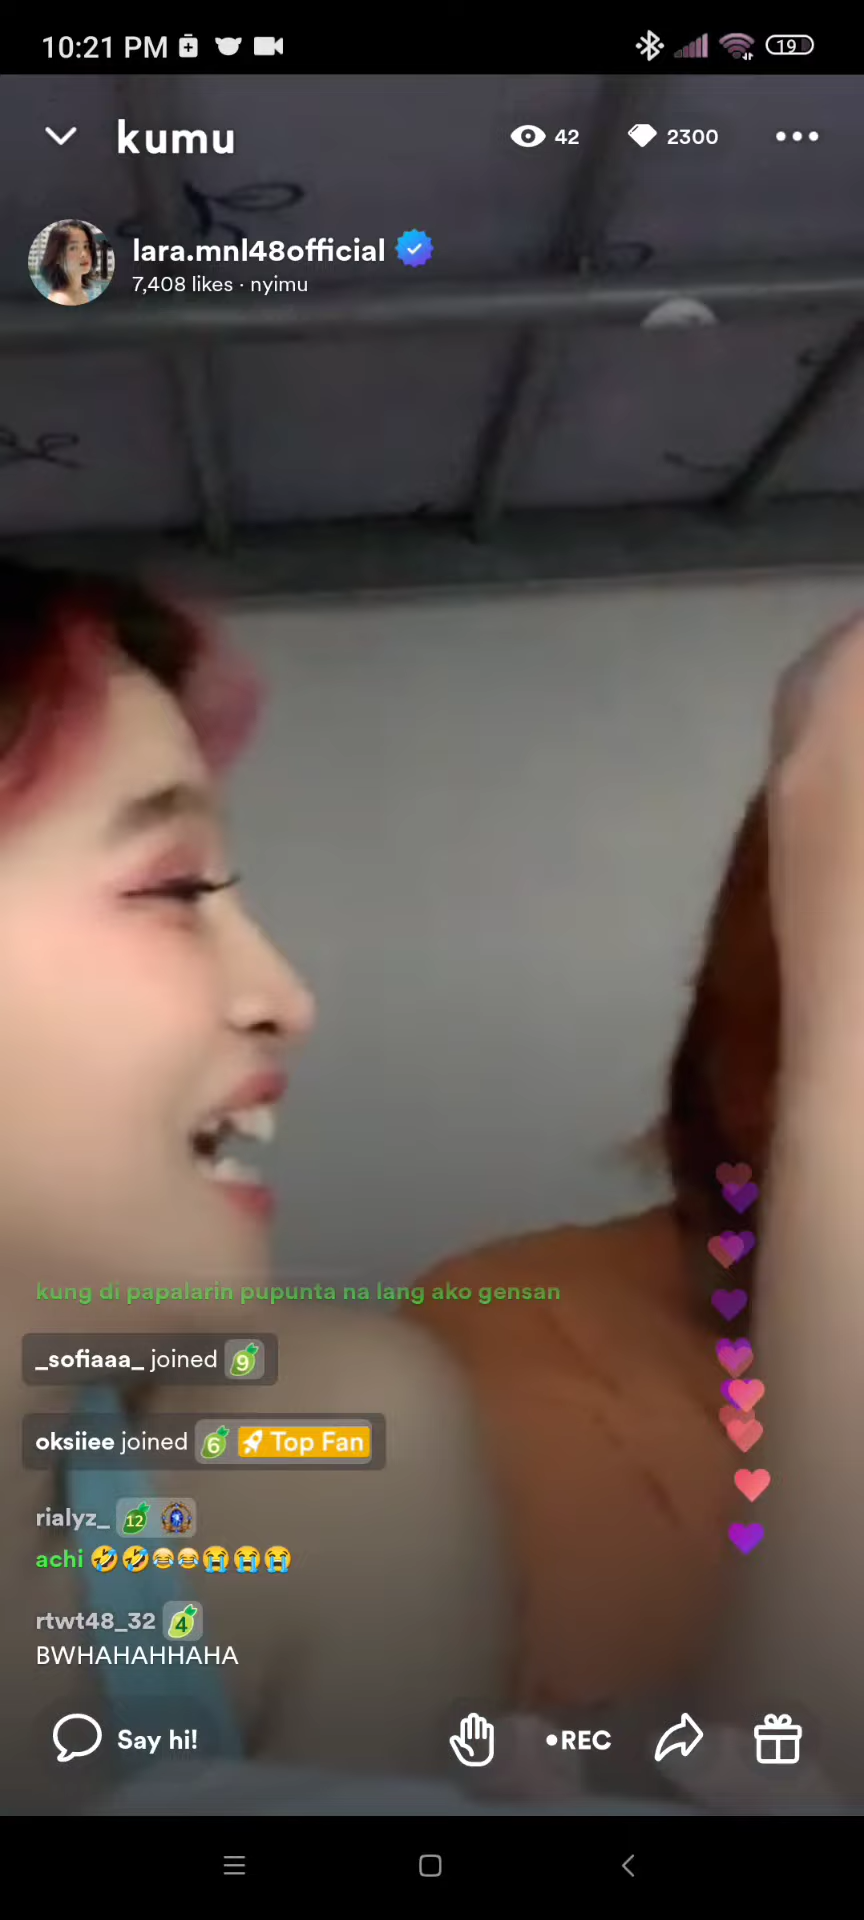 10:21 PM
19
kumu
42
2300
lara.mnl48official
7,408 likes · nyimu
kung di papalarin pupunta na lang ako gensan
_sofiaaa_ joined 9
oksiiee joined 6 Top Fan
rialyz_ 12
achi 🤣🤣😂😂😭😭😭
rtwt48_32 4
BWHAHAHHAHA
Say hi!
•REC